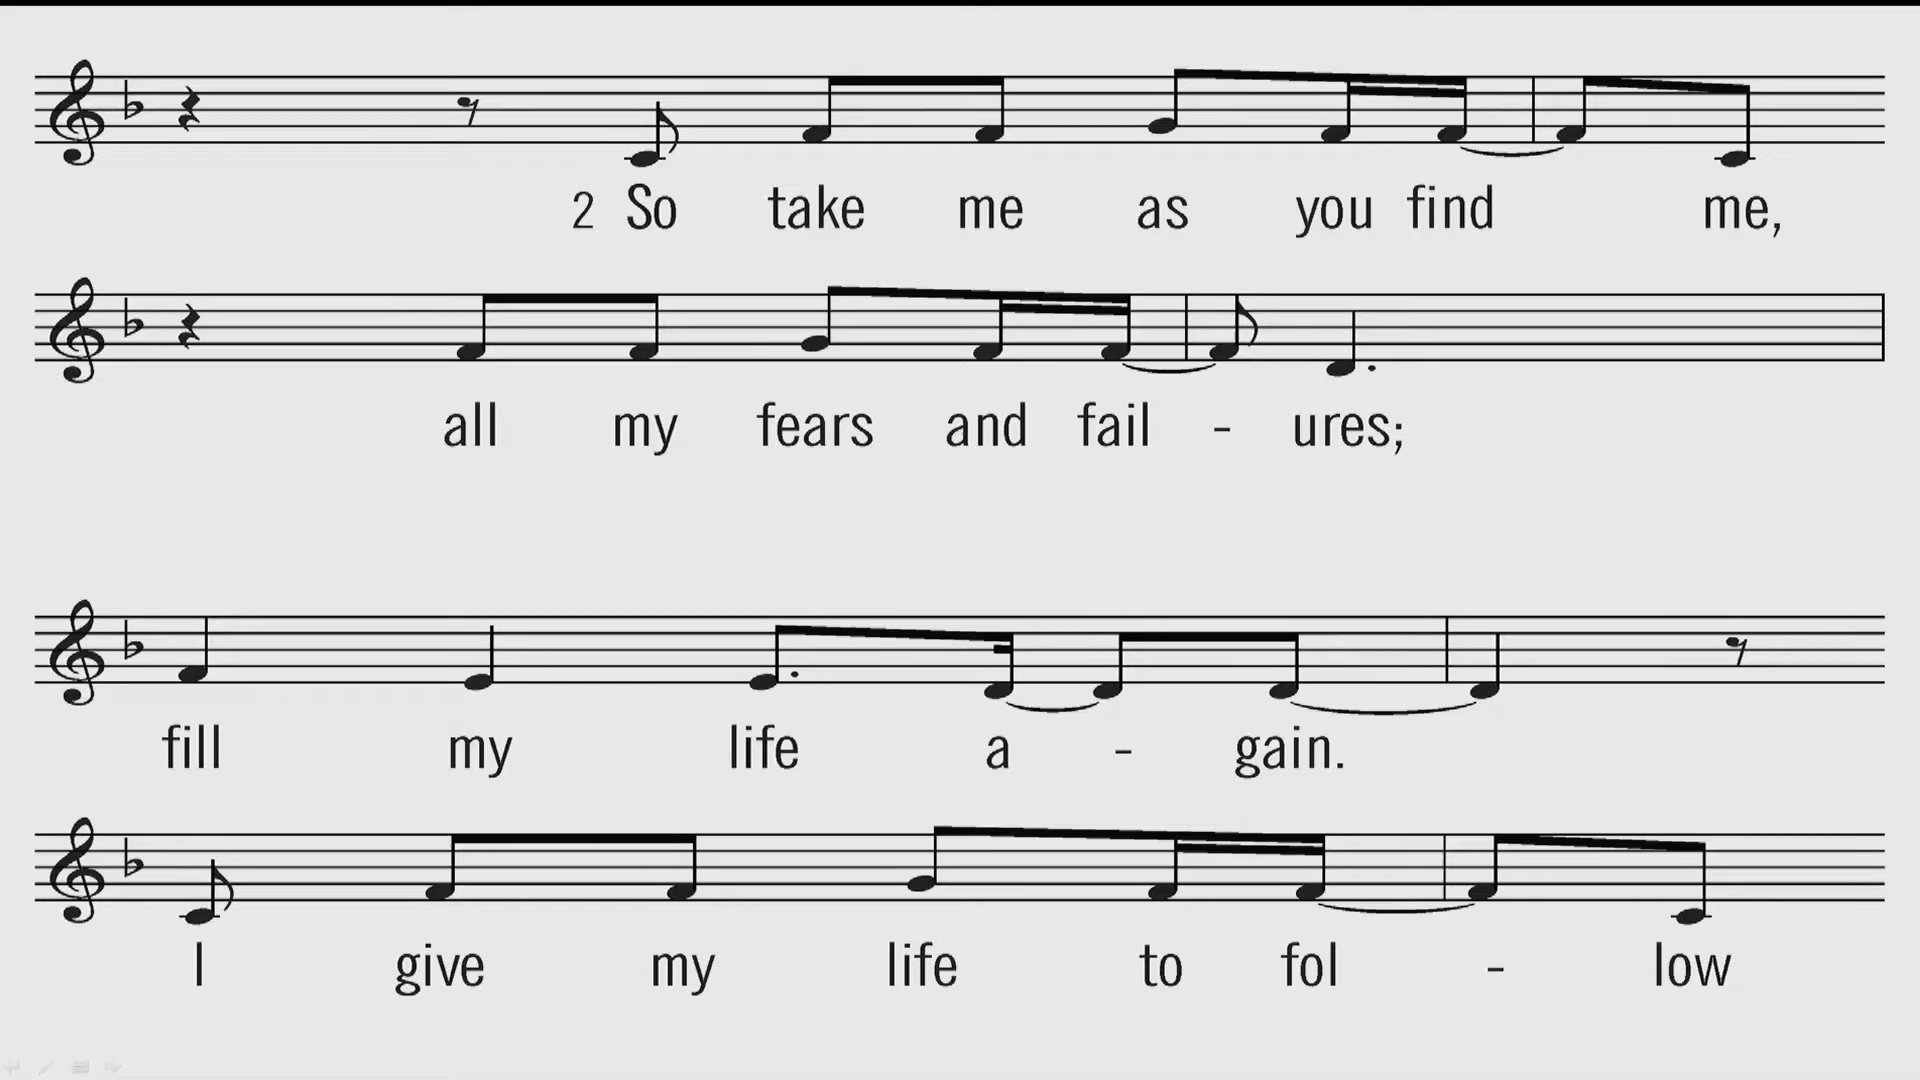 2 So take me as you find me,
all my fears and fail - ures;
fill my life a - gain.
I give my life to fol - low